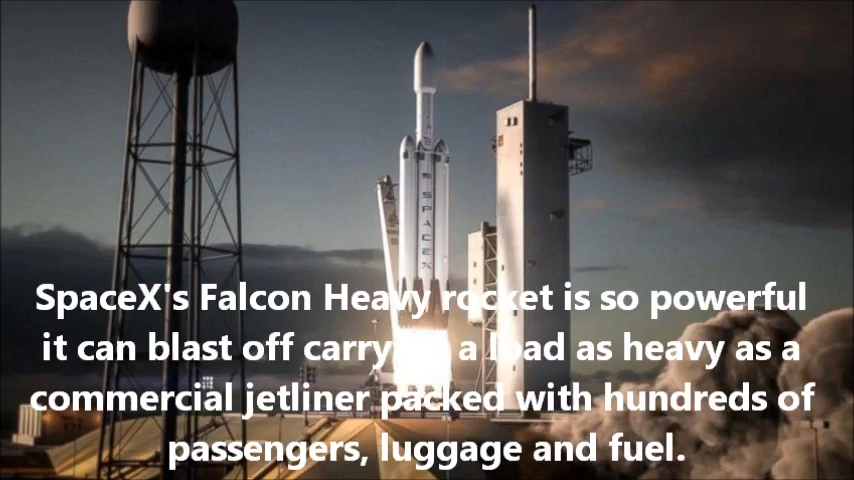 SPACEX
SpaceX's Falcon Heavy rocket is so powerful
it can blast off carrying a load as heavy as a
commercial jetliner packed with hundreds of
passengers, luggage and fuel.